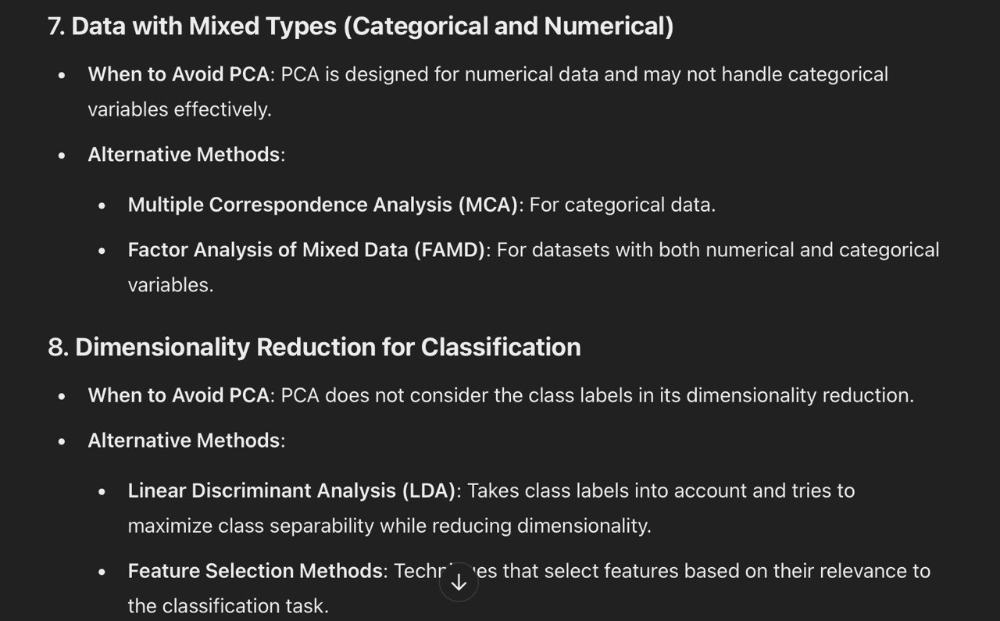 7. Data with Mixed Types (Categorical and Numerical)
• When to Avoid PCA: PCA is designed for numerical data and may not handle categorical
variables effectively.
• Alternative Methods:
• Multiple Correspondence Analysis (MCA): For categorical data.
• Factor Analysis of Mixed Data (FAMD): For datasets with both numerical and categorical
variables.
8. Dimensionality Reduction for Classification
• When to Avoid PCA: PCA does not consider the class labels in its dimensionality reduction.
• Alternative Methods:
• Linear Discriminant Analysis (LDA): Takes class labels into account and tries to
maximize class separability while reducing dimensionality.
• Feature Selection Methods: that select features based on their relevance to
the classification task.